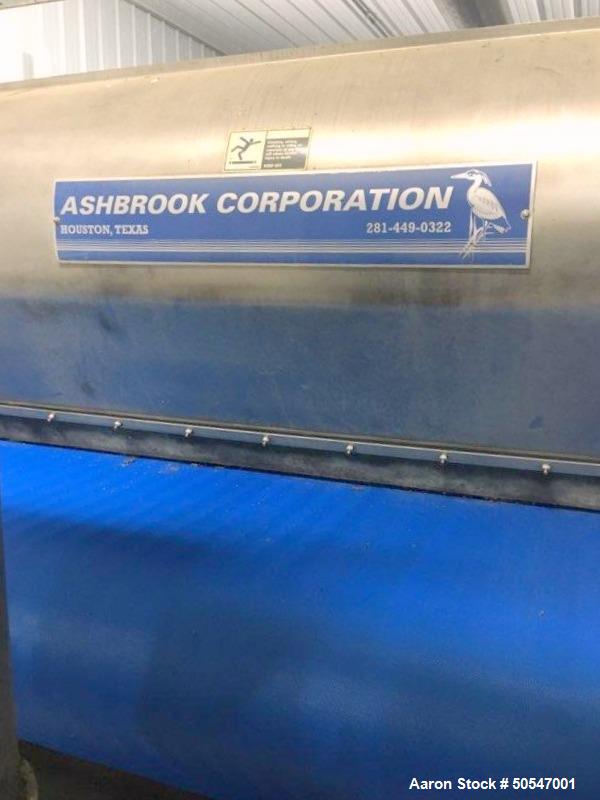 ASHBROOK CORPORATION
HOUSTON, TEXAS 281-449-0322
Aaron Stock # 50547001